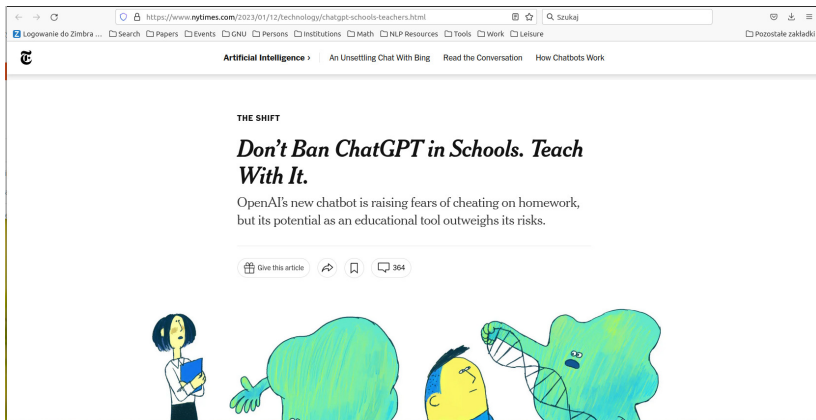 https://www.nytimes.com/2023/01/12/technology/chatgpt-schools-teachers.html
Szukaj
Logowanie do Zimbra ... Search Papers Events GNU Persons Institutions Math NLP Resources Tools Work Leisure Pozostałe zakładki
Artificial Intelligence > An Unsettling Chat With Bing Read the Conversation How Chatbots Work
THE SHIFT
Don't Ban ChatGPT in Schools. Teach
With It.
OpenAI's new chatbot is raising fears of cheating on homework,
but its potential as an educational tool outweighs its risks.
Give this article 364